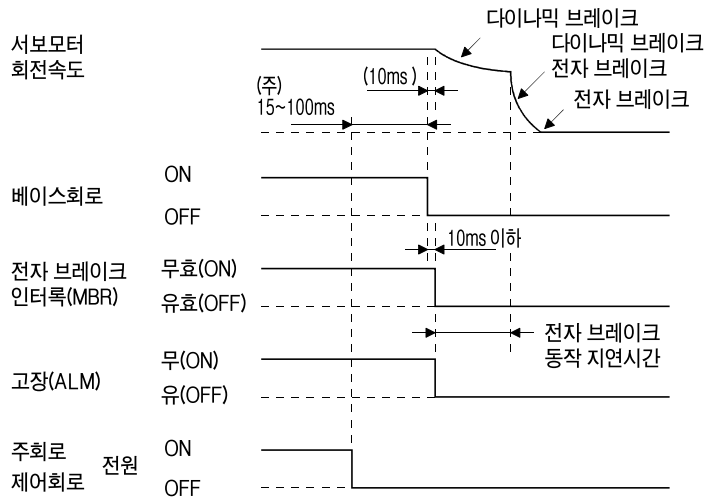 다이나믹 브레이크
서보모터
회전속도
다이나믹 브레이크
전자 브레이크
(10ms )
(주)
15~100ms
전자 브레이크
베이스회로
ON
OFF
10ms 이하
전자 브레이크
인터록(MBR)
무효(ON)
유효(OFF)
전자 브레이크
동작 지연시간
고장(ALM)
무(ON)
유(OFF)
주회로
제어회로
전원
ON
OFF